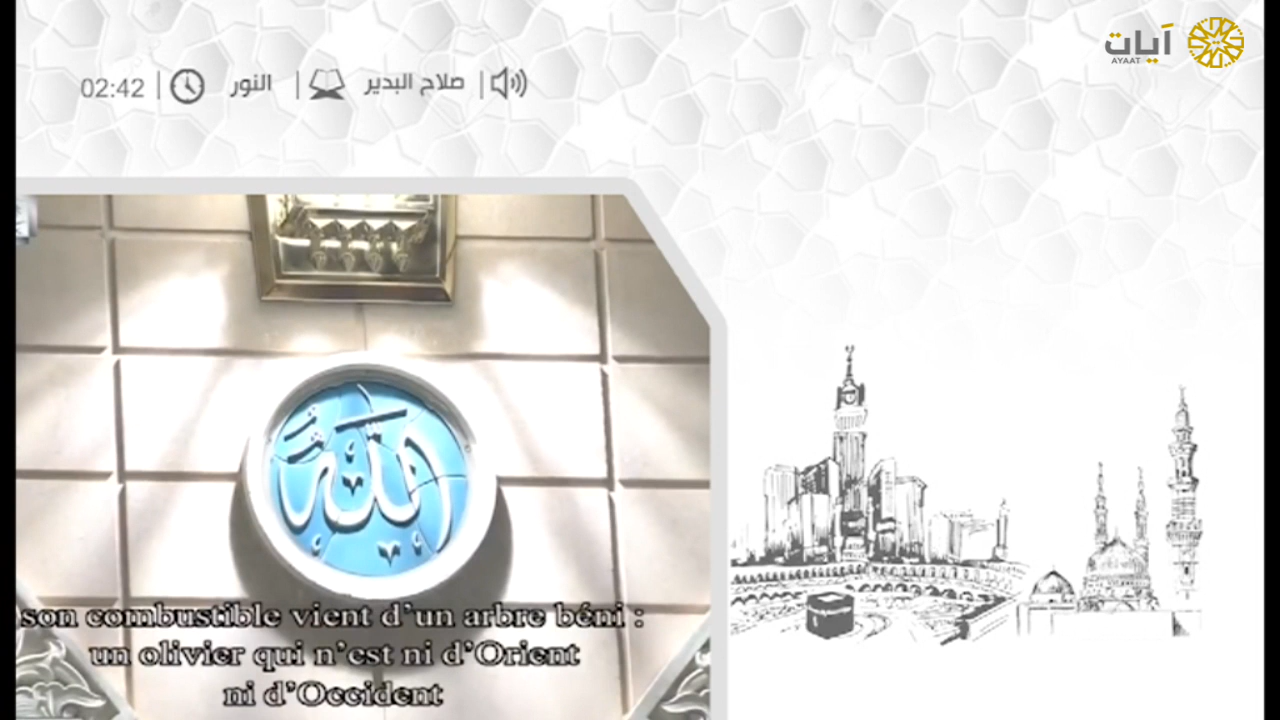 آيات
AYAAT
صلاح البدير | النور | 02:42
الله
son combustible vient d’un arbre béni :
un olivier qui n’est ni d’Orient
ni d’Occident